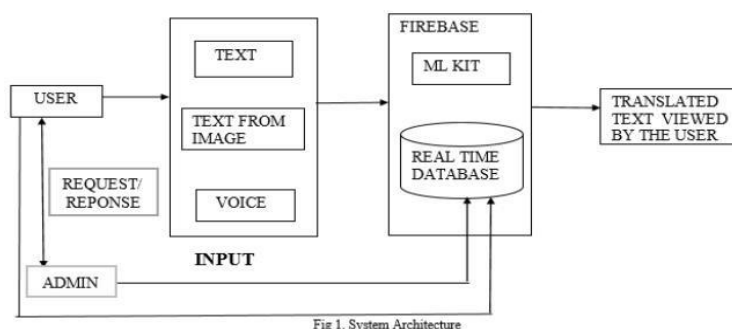 USER
REQUEST/
REPONSE
ADMIN
TEXT
TEXT FROM
IMAGE
VOICE
INPUT
FIREBASE
ML KIT
REAL TIME
DATABASE
TRANSLATED
TEXT VIEWED
BY THE USER
Fig 1. System Architecture